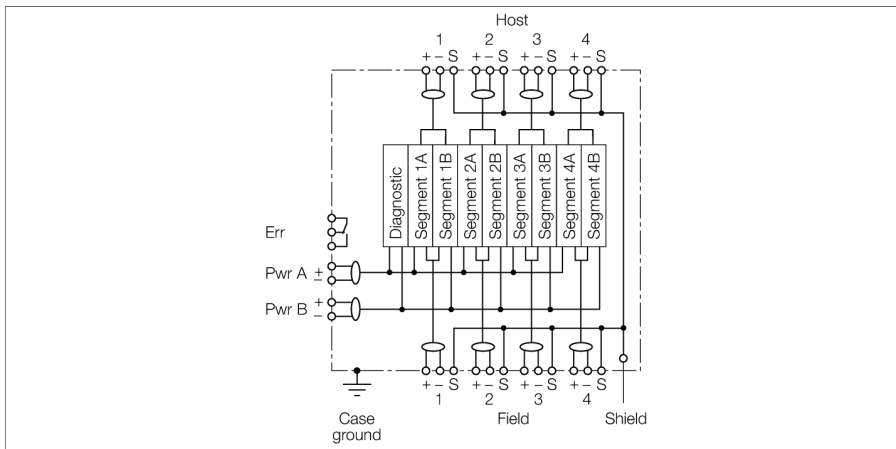 Host
1 2 3 4
+ – S + – S + – S + – S
Diagnostic
Segment 1A
Segment 1B
Segment 2A
Segment 2B
Segment 3A
Segment 3B
Segment 4A
Segment 4B
Err
Pwr A + –
Pwr B + –
+ – S + – S + – S + – S
1 2 3 4
Case
ground
Field
Shield